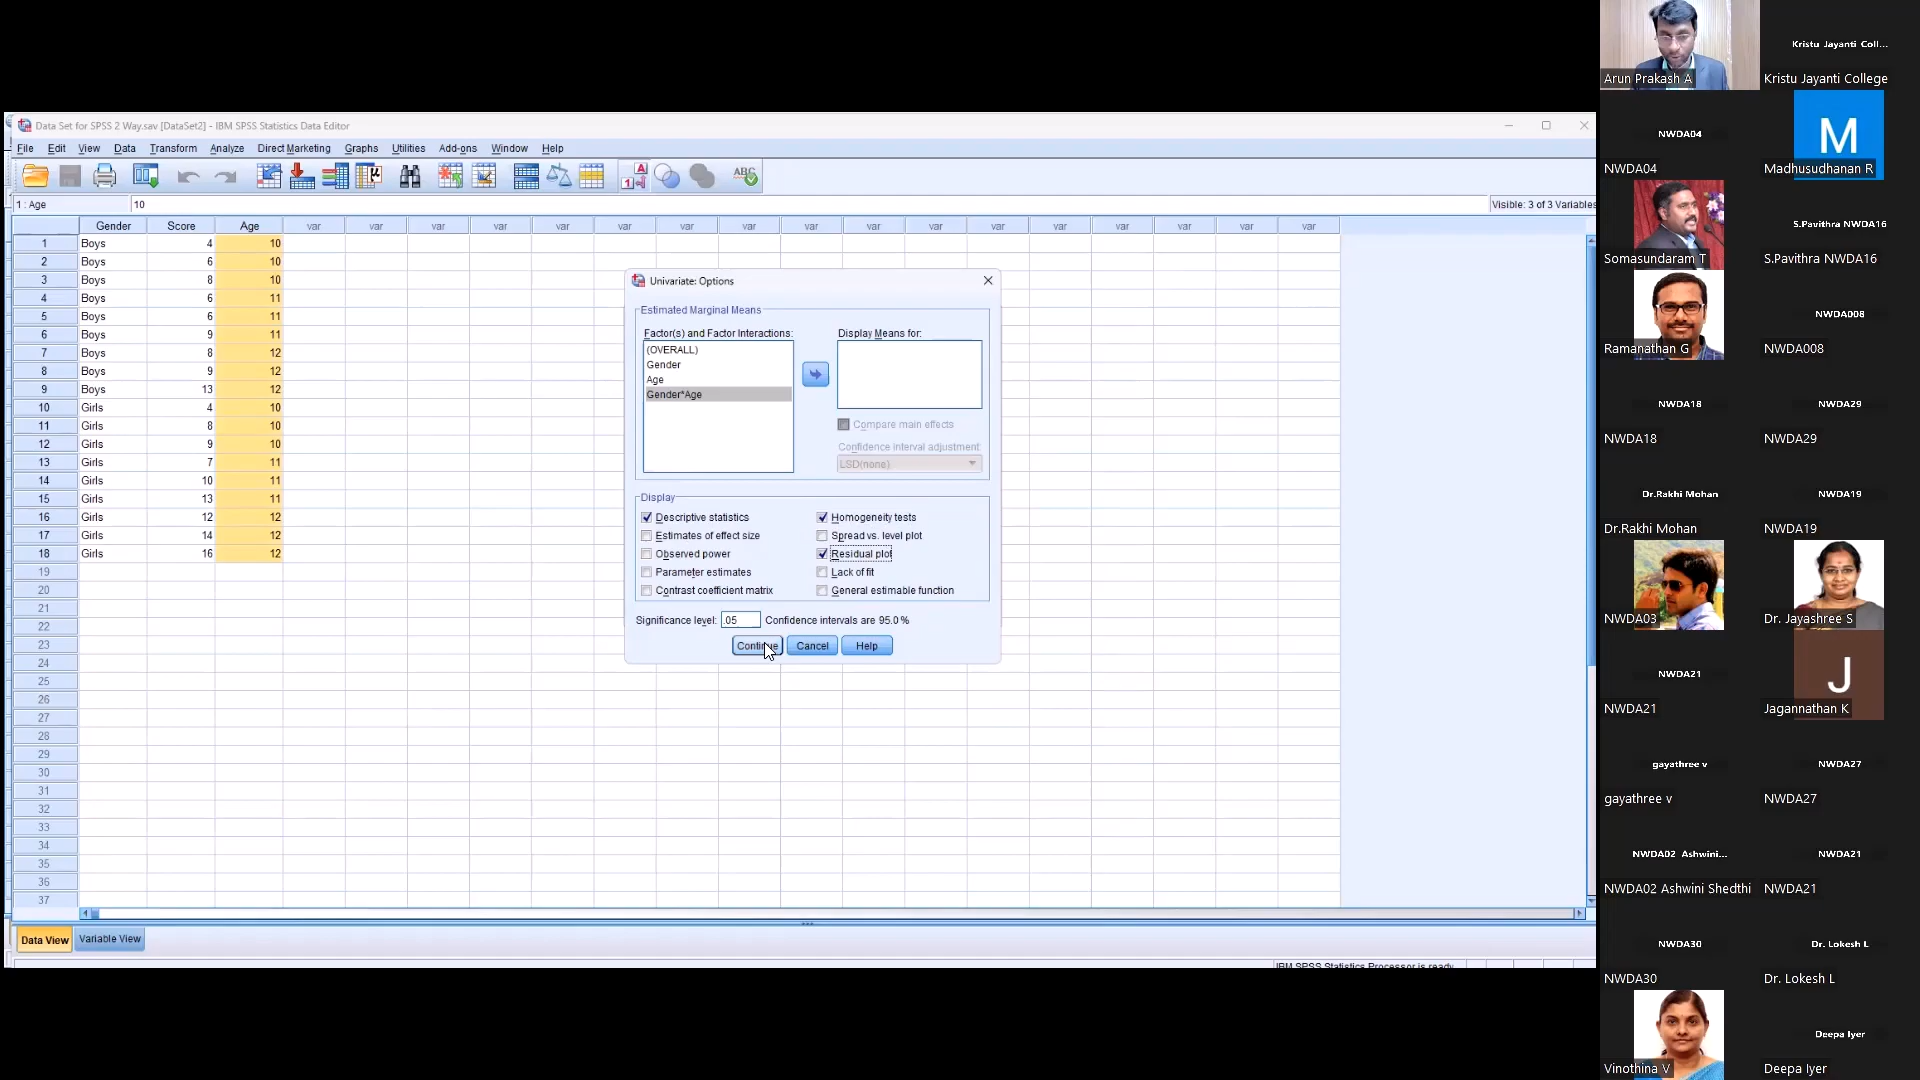 Data Set for SPSS 2 Way.sav [DataSet2] - IBM SPSS Statistics Data Editor
File Edit View Data Transform Analyze Direct Marketing Graphs Utilities Add-ons Window Help
1 : Age 10 Visible: 3 of 3 Variables
Gender Score Age var var var var var var var var var var var var var var var var var
1 Boys 4 10
2 Boys 6 10
3 Boys 8 10
4 Boys 6 11
5 Boys 6 11
6 Boys 9 11
7 Boys 8 12
8 Boys 9 12
9 Boys 13 12
10 Girls 4 10
11 Girls 8 10
12 Girls 9 10
13 Girls 7 11
14 Girls 10 11
15 Girls 13 11
16 Girls 12 12
17 Girls 14 12
18 Girls 16 12
19
20
21
22
23
24
25
26
27
28
29
30
31
32
33
34
35
36
37
Univariate: Options
Estimated Marginal Means
Factor(s) and Factor Interactions:
(OVERALL)
Gender
Age
Gender*Age
Display Means for:
Compare main effects
Confidence interval adjustment:
LSD(none)
Display
Descriptive statistics Homogeneity tests
Estimates of effect size Spread vs. level plot
Observed power Residual plot
Parameter estimates Lack of fit
Contrast coefficient matrix General estimable function
Significance level: .05 Confidence intervals are 95.0 %
Continue Cancel Help
Data View Variable View
IBM SPSS Statistics Processor is ready
Arun Prakash A
Kristu Jayanti Coll...
Kristu Jayanti College
NWDA04
NWDA04
M
Madhusudhanan R
Somasundaram T
S.Pavithra NWDA16
S.Pavithra NWDA16
Ramanathan G
NWDA008
NWDA008
NWDA18
NWDA18
NWDA29
NWDA29
Dr.Rakhi Mohan
Dr.Rakhi Mohan
NWDA19
NWDA19
NWDA03
Dr. Jayashree S
NWDA21
NWDA21
J
Jagannathan K
gayathree v
gayathree v
NWDA27
NWDA27
NWDA02 Ashwini...
NWDA02 Ashwini Shedthi
NWDA21
NWDA21
NWDA30
NWDA30
Dr. Lokesh L
Dr. Lokesh L
Vinothina V
Deepa Iyer
Deepa Iyer